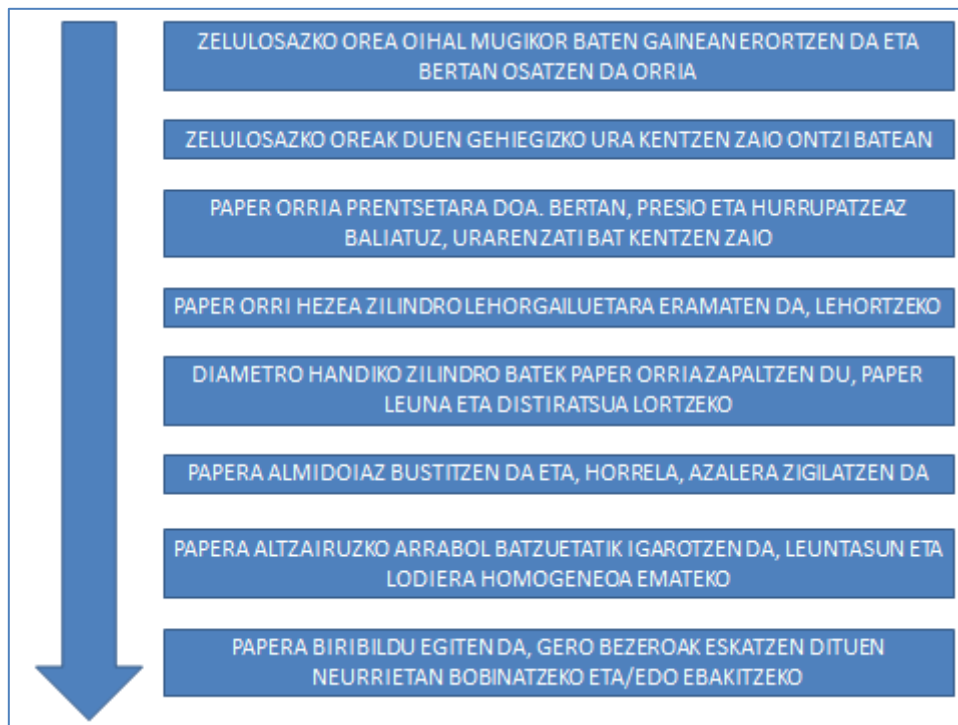 ZELULOSAZKO OREA OIHAL MUGIKOR BATEN GAINEAN ERORTZEN DA ETA
BERTAN OSATZEN DA ORRIA
ZELULOSAZKO OREAK DUEN GEHIEGIZKO URA KENTZEN ZAIO ONTZI BATEAN
PAPER ORRIA PRENTSETARA DOA. BERTAN, PRESIO ETA HURRUPATZEAZ
BALIATUZ, URAREN ZATI BAT KENTZEN ZAIO
PAPER ORRI HEZEA ZILINDRO LEHORGAILUETARA ERAMATEN DA, LEHORTZEKO
DIAMETRO HANDIKO ZILINDRO BATEK PAPER ORRIA ZAPALTZEN DU, PAPER
LEUNA ETA DISTIRATSUA LORTZEKO
PAPERA ALMIDOIAZ BUSTITZEN DA ETA, HORRELA, AZALERA ZIGILATZEN DA
PAPERA ALTZAIRUZKO ARRABOL BATZUETATIK IGAROTZEN DA, LEUNTASUN ETA
LODIERA HOMOGENEOA EMATEKO
PAPERA BIRIBILDU EGITEN DA, GERO BEZEROAK ESKATZEN DITUEN
NEURRIETAN BOBINATZEKO ETA/EDO EBAKITZEKO